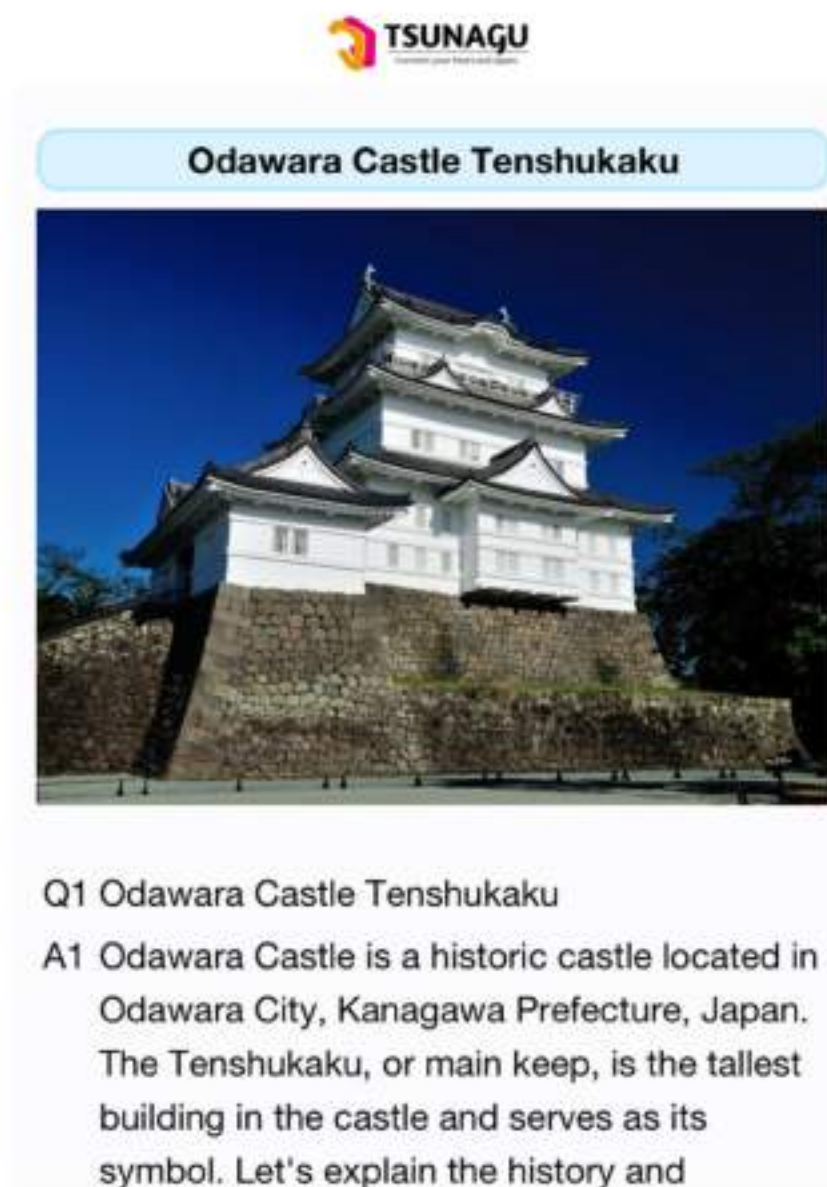 TSUNAGU
Odawara Castle Tenshukaku
Q1 Odawara Castle Tenshukaku
A1 Odawara Castle is a historic castle located in
Odawara City, Kanagawa Prefecture, Japan.
The Tenshukaku, or main keep, is the tallest
building in the castle and serves as its
symbol. Let's explain the history and